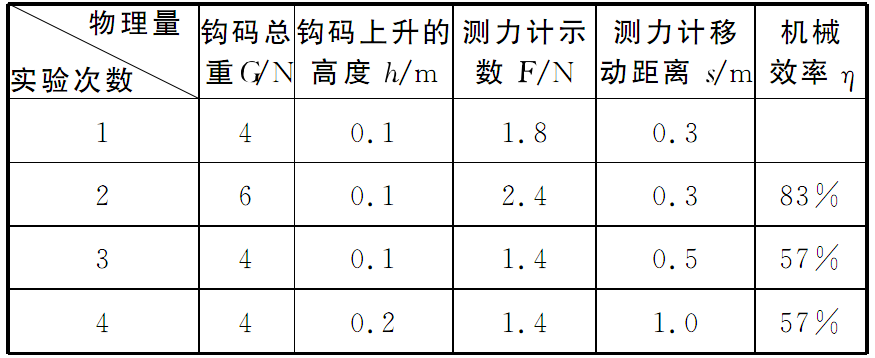 物理量 实验次数 钩码总重G/N 钩码上升的高度 h/m 测力计示数 F/N 测力计移动距离 s/m 机械效率 η
1 4 0.1 1.8 0.3
2 6 0.1 2.4 0.3 83%
3 4 0.1 1.4 0.5 57%
4 4 0.2 1.4 1.0 57%